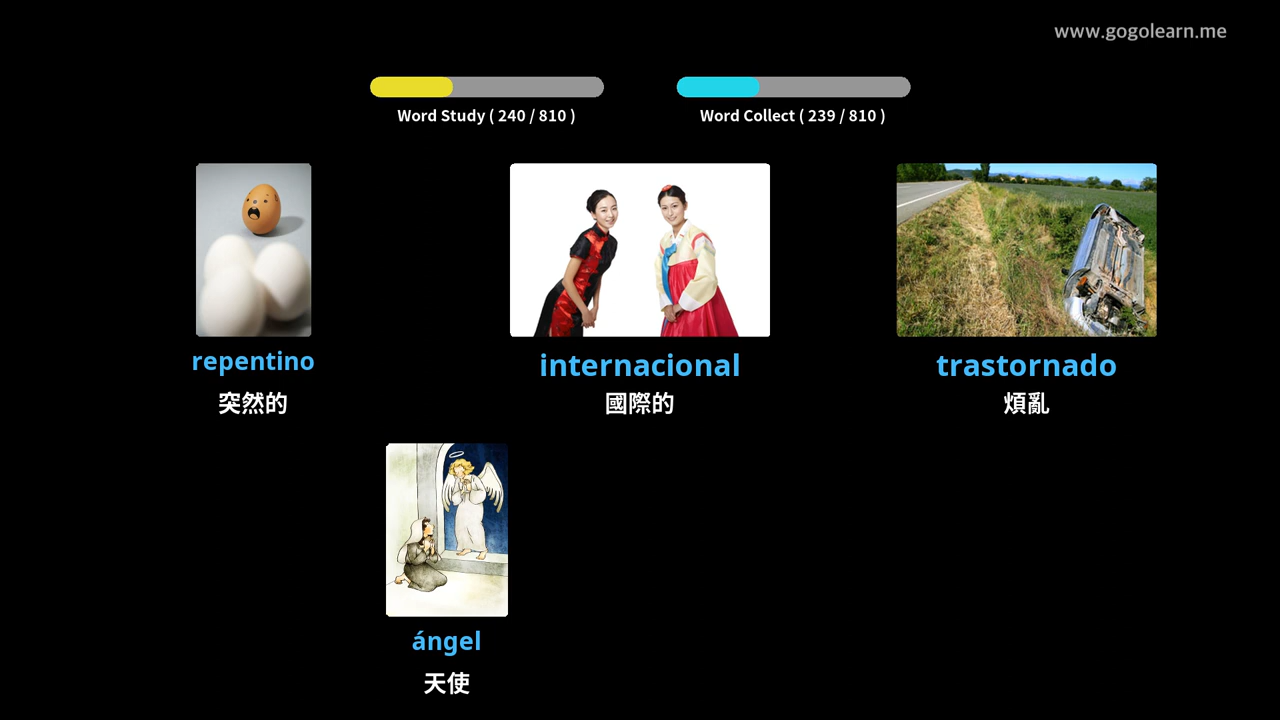 www.gogolearn.me
Word Study ( 240 / 810 )
Word Collect ( 239 / 810 )
repentino
突然的
internacional
國際的
trastornado
煩亂
ángel
天使